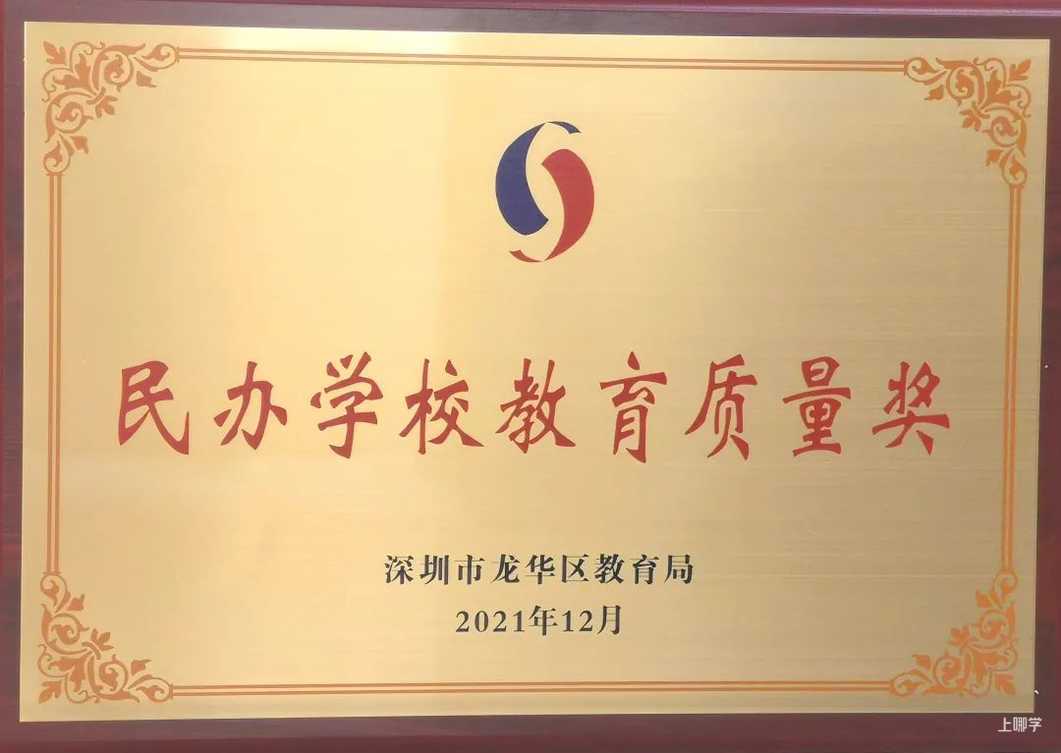 民办学校教育质量奖
深圳市龙华区教育局
2021年12月
上哪学